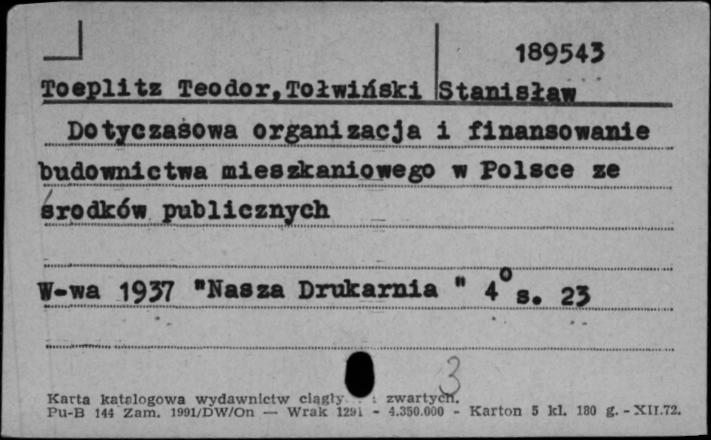 189543
Toeplitz Teodor, Tołwiński Stanisław
Dotyczasowa organizacja i finansowanie
budownictwa mieszkaniowego w Polsce ze
środków publicznych
W-wa 1937 "Nasza Drukarnia " 4° s. 23
3
Karta katalogowa wydawnictw ciągły i zwartych.
Pu-B 144 Zam. 1991/DW/On — Wrak 1291 - 4.350.000 - Karton 5 kl. 180 g. - XII.72.